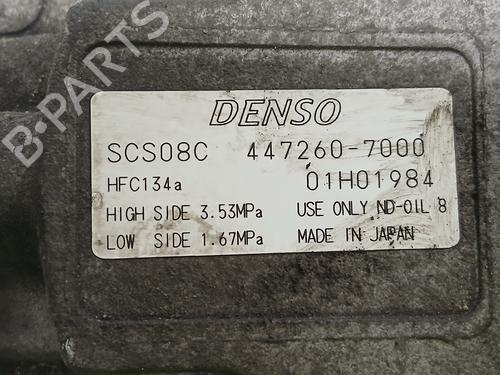 DENSO
SCS08C 447260-7000
HFC134a 01H01984
HIGH SIDE 3.53MPa USE ONLY ND-OIL 8
LOW SIDE 1.67MPa MADE IN JAPAN
B-PARTS